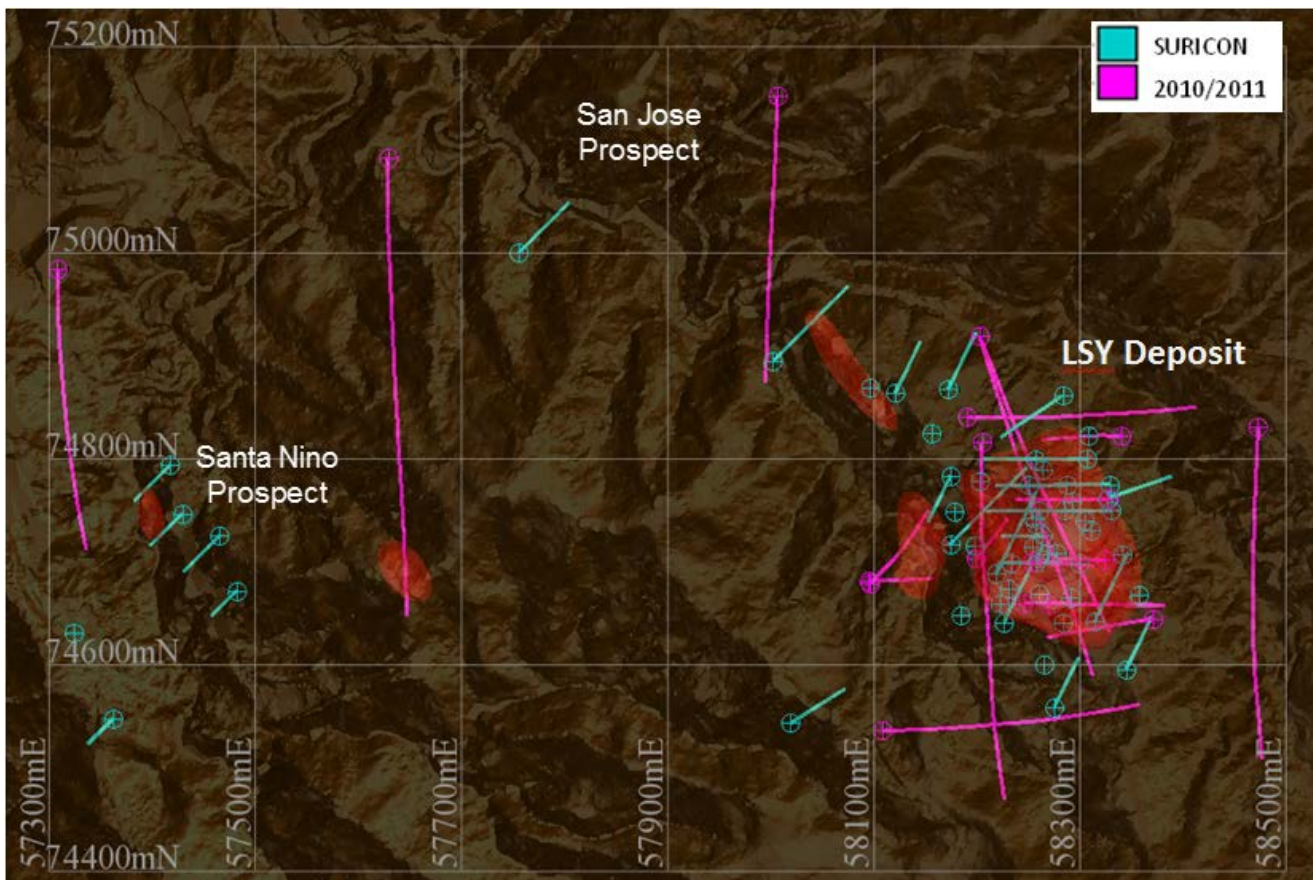 75200mN
SURICON
2010/2011
San Jose
Prospect
75000mN
LSY Deposit
74800mN
Santa Nino
Prospect
74600mN
57300mE
57500mE
57700mE
57900mE
58100mE
58300mE
58500mE
74400mN